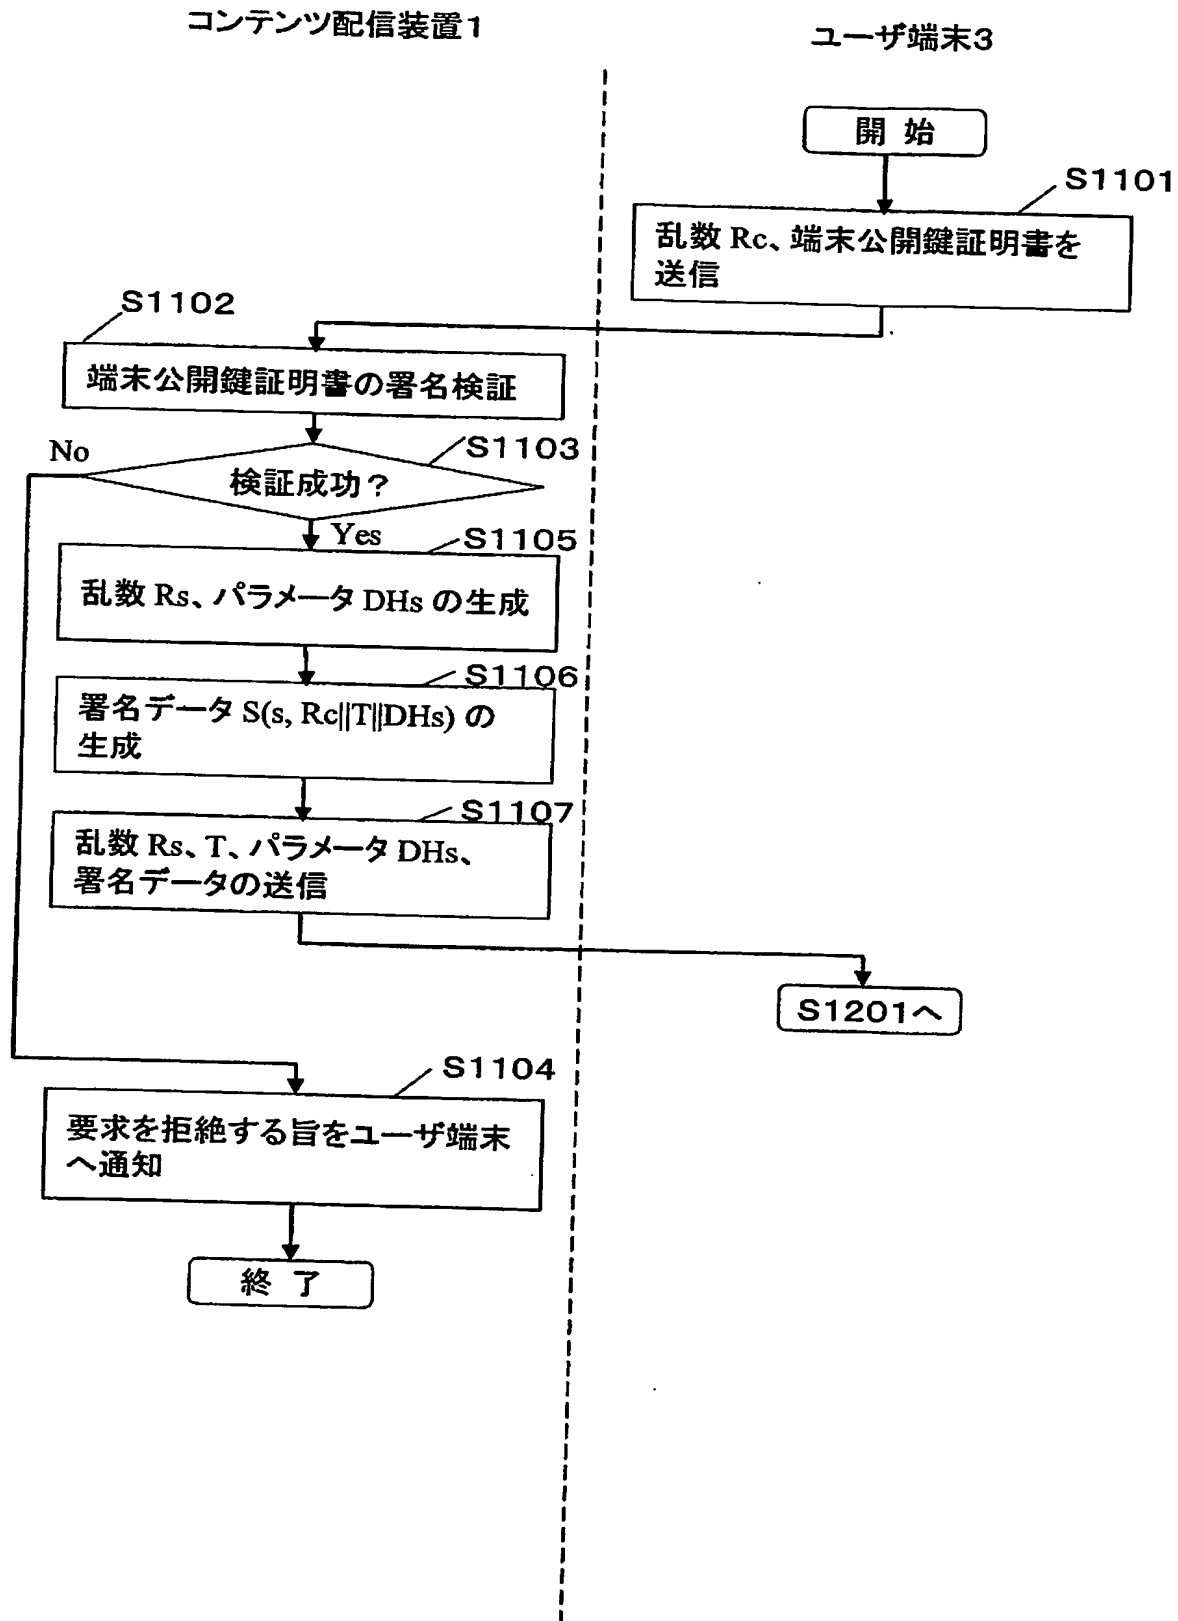 コンテンツ配信装置1
ユーザ端末3
開 始
S1101
乱数 Rc、端末公開鍵証明書を
送信
S1102
端末公開鍵証明書の署名検証
No
S1103
検証成功?
Yes
S1105
乱数 Rs、パラメータ DHs の生成
S1106
署名データ S(s, Rc||T||DHs) の
生成
S1107
乱数 Rs、T、パラメータ DHs、
署名データの送信
S1201へ
S1104
要求を拒絶する旨をユーザ端末
へ通知
終 了